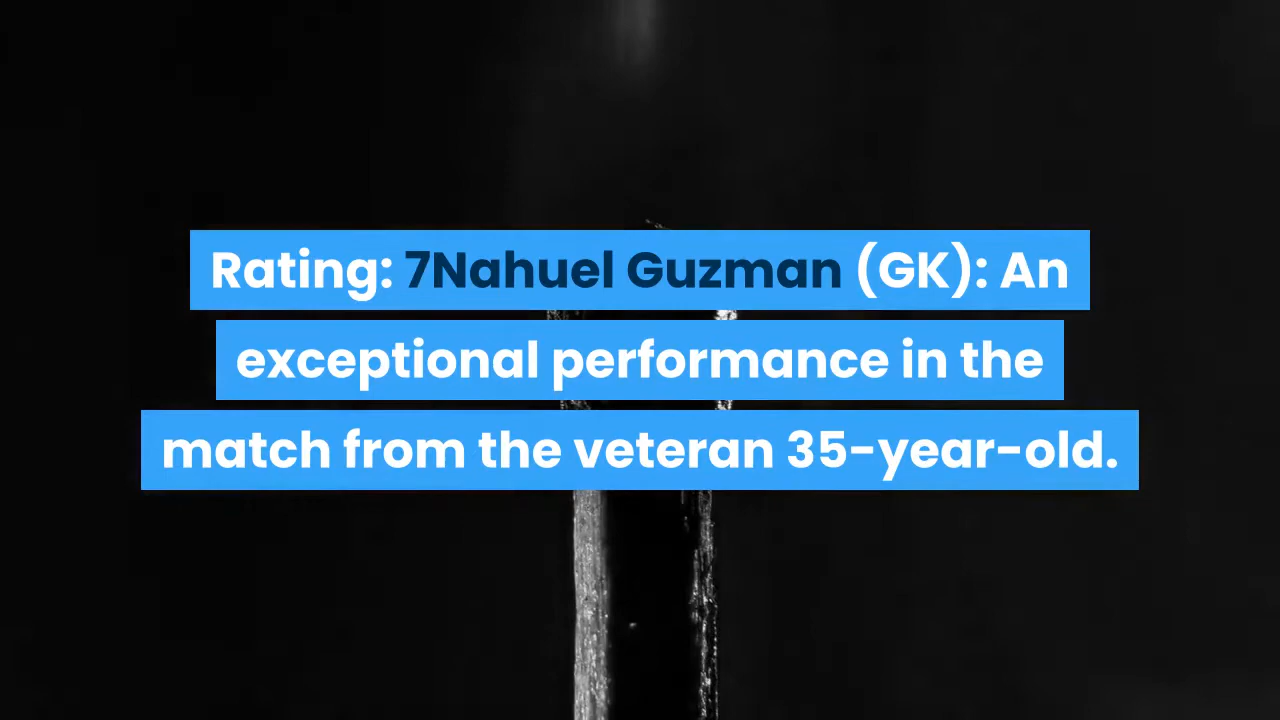 Rating: 7Nahuel Guzman (GK): An
exceptional performance in the
match from the veteran 35-year-old.